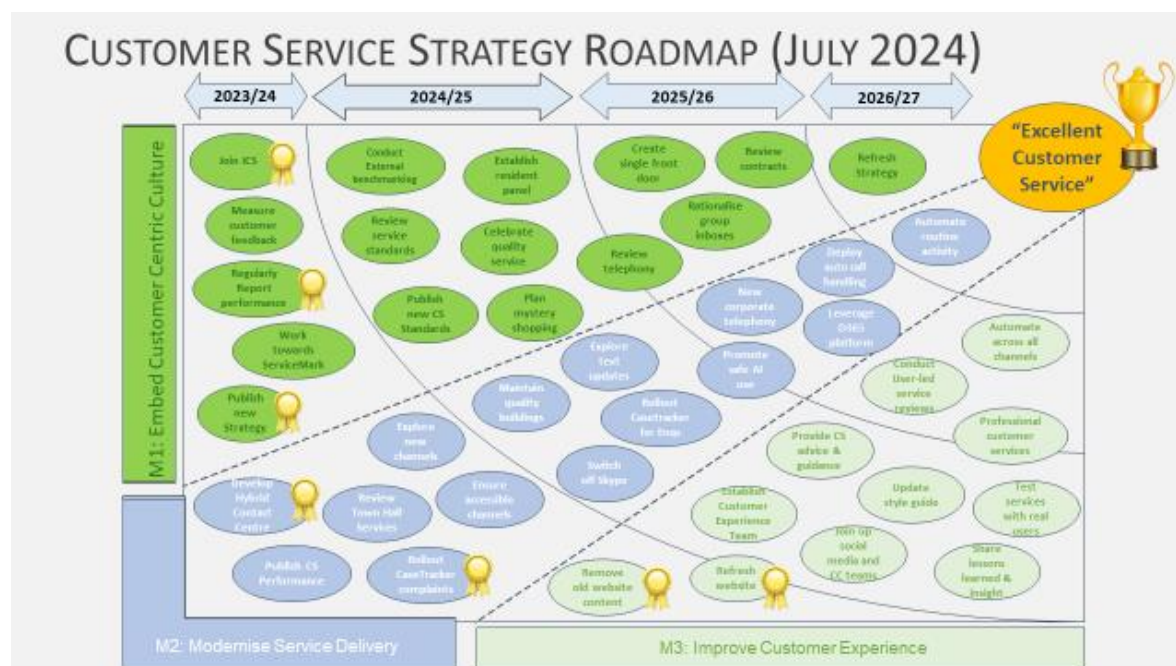 CUSTOMER SERVICE STRATEGY ROADMAP (JULY 2024)
2023/24
2024/25
2025/26
2026/27
"Excellent
Customer
Service"
M1: Embed Customer Centric Culture
Join ICS
Measure
customer
feedback
Regularly
Report
performance
Work
towards
ServiceMark
Publish
new
Strategy
Conduct
External
benchmarking
Establish
resident
panel
Review
service
standards
Celebrate
quality
service
Publish
new CS
Standards
Plan
mystery
shopping
Create
single front
door
Review
contracts
Rationalise
group
inboxes
Review
telephony
Refresh
Strategy
Develop
Hybrid
Contact
Centre
Publish CS
Performance
Review
Town Hall
Services
Rollout
CaseTracker
complaints
Explore
new
channels
Ensure
accessible
channels
Maintain
quality
buildings
Explore
text
updates
Switch
off Skype
Rollout
Casetracker
for
New
corporate
telephony
Promote
safe AI
use
Deploy
auto call
handling
Leverage
D365
platform
Automate
routine
activity
Remove
old website
content
Refresh
website
Establish
Customer
Experience
Team
Provide CS
advice &
guidance
Join up
social
media and
CC teams
Conduct
User-led
service
reviews
Update
style guide
Share
lessons
learned &
insight
Automate
across all
channels
Professional
customer
services
Test
services
with real
users
M2: Modernise Service Delivery
M3: Improve Customer Experience